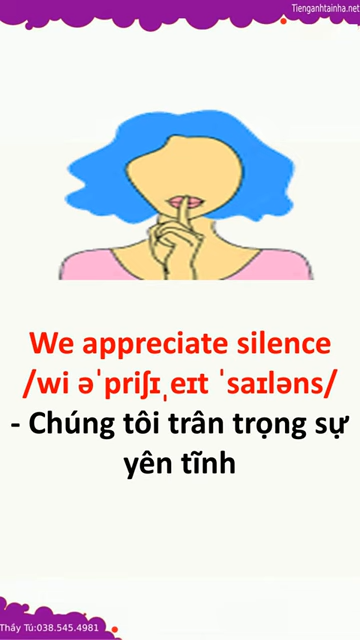 Tienganhtainha.net
We appreciate silence
/wi əˈpriʃɪˌeɪt ˈsaɪləns/
- Chúng tôi trân trọng sự
yên tĩnh
Thầy Tú:038.545.4981